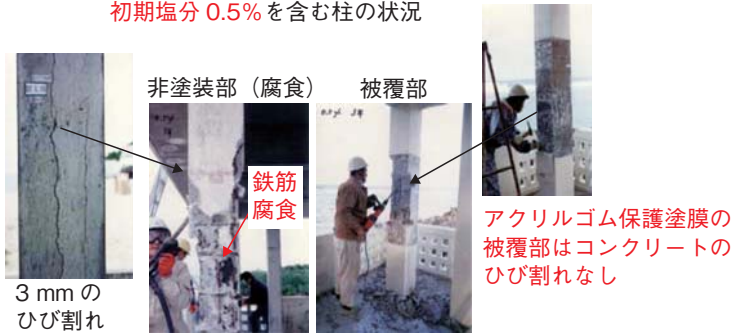 初期塩分 0.5% を含む柱の状況
非塗装部（腐食）
被覆部
鉄筋
腐食
3 mm の
ひび割れ
アクリルゴム保護塗膜の
被覆部はコンクリートの
ひび割れなし